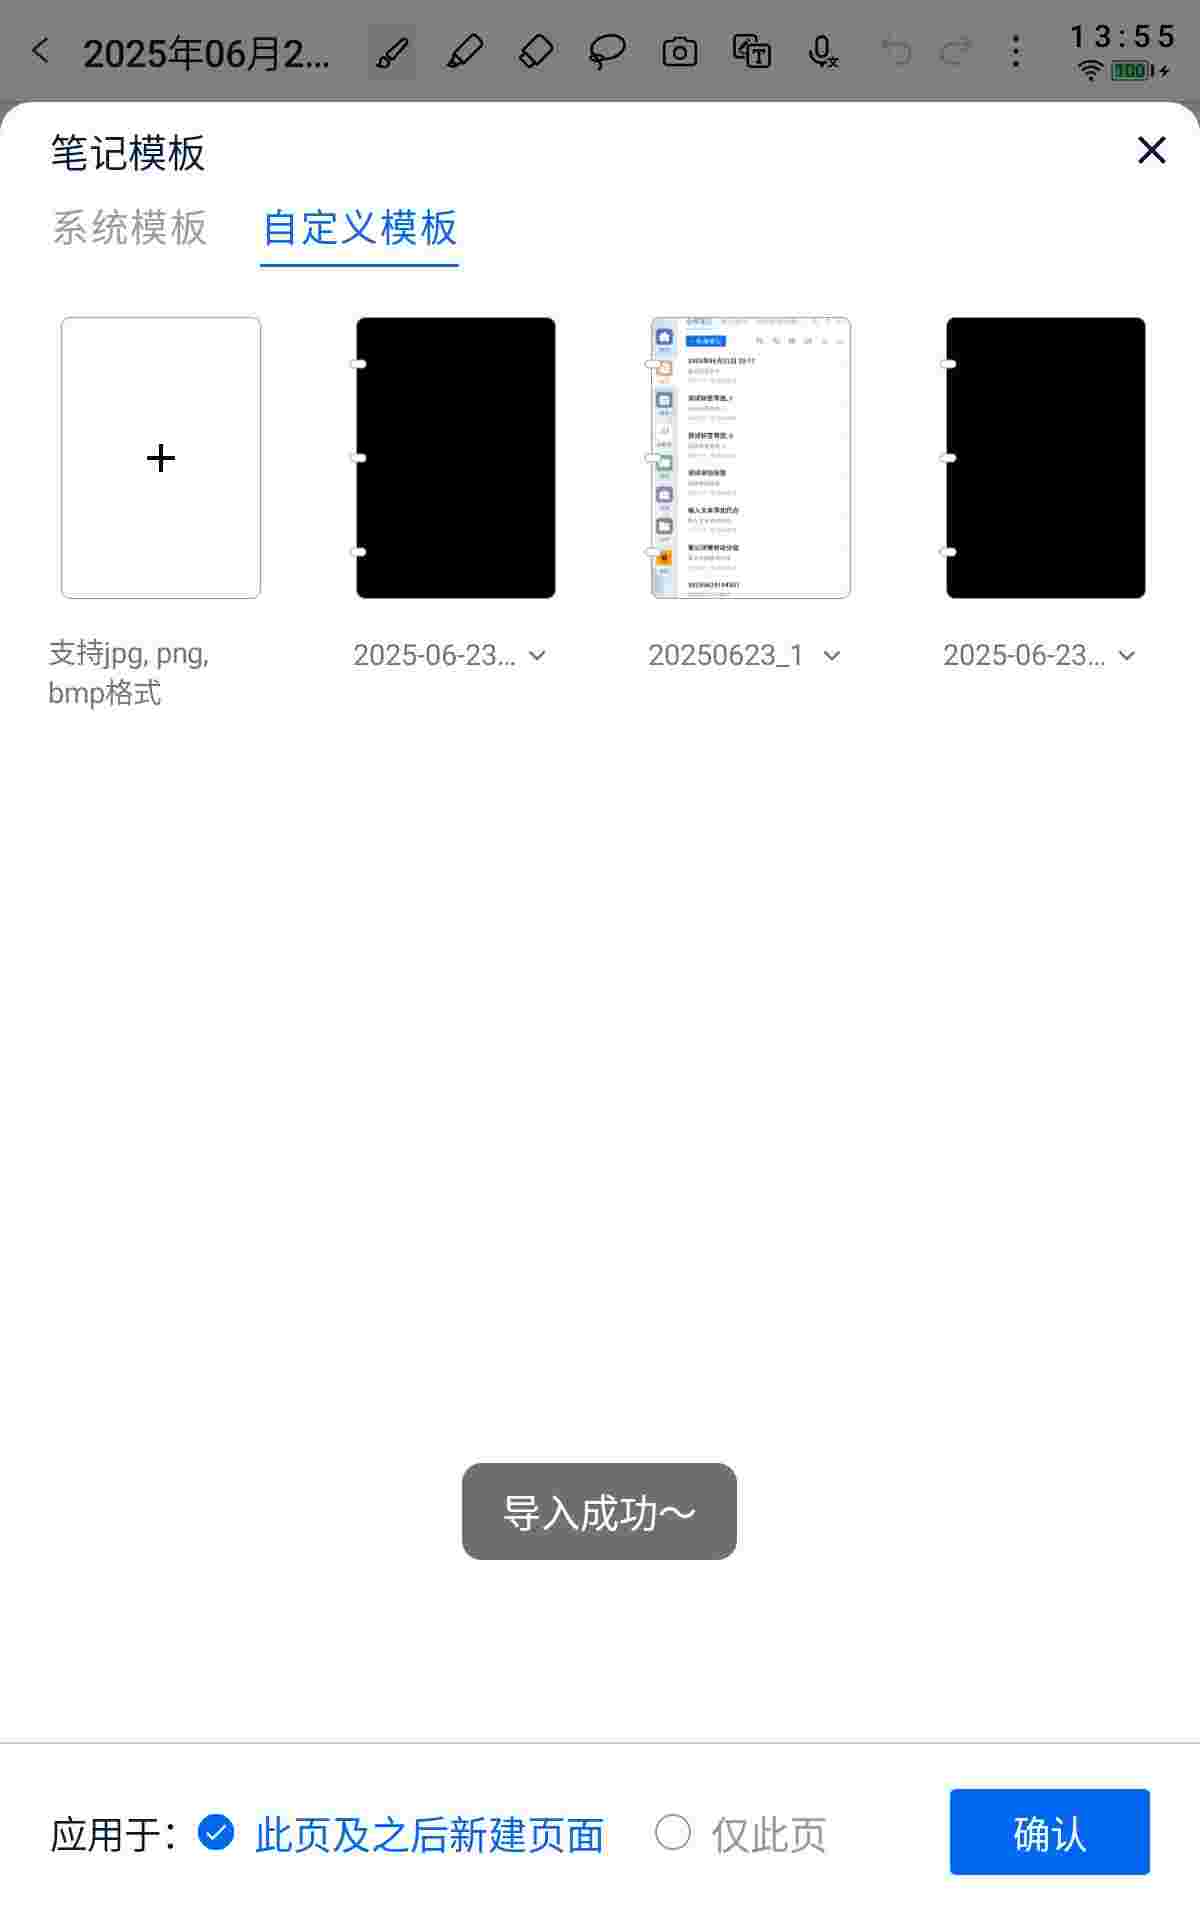 2025年06月2...
13:55
100
笔记模板
系统模板 自定义模板
支持jpg, png,
bmp格式
2025-06-23...
20250623_1
2025-06-23...
导入成功～
应用于： 此页及之后新建页面 仅此页 确认